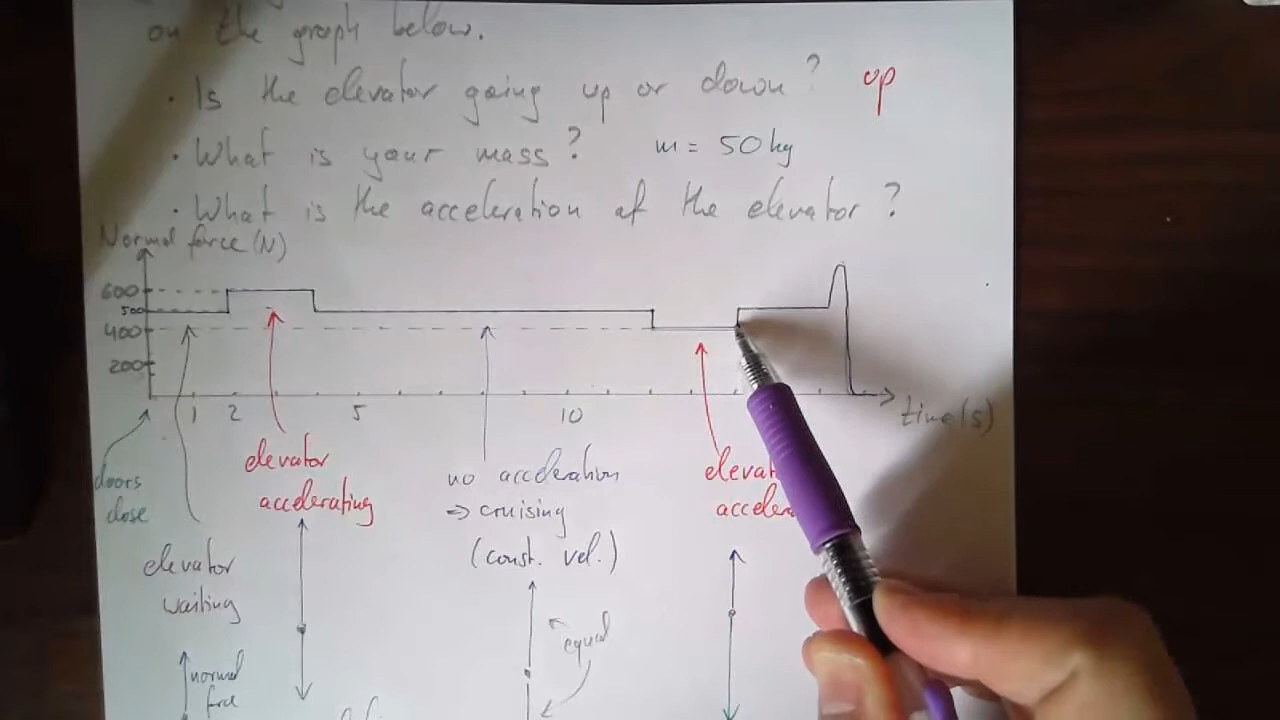 on the graph below.
• Is the elevator going up or down? up
• What is your mass? m = 50 kg
• What is the acceleration of the elevator?
Normal force (N)
600
500
400
200
1 2 5 10 time (s)
doors close
elevator waiting
elevator accelerating
no acceleration
⇒ cruising
(const. vel.)
equal
normal
force